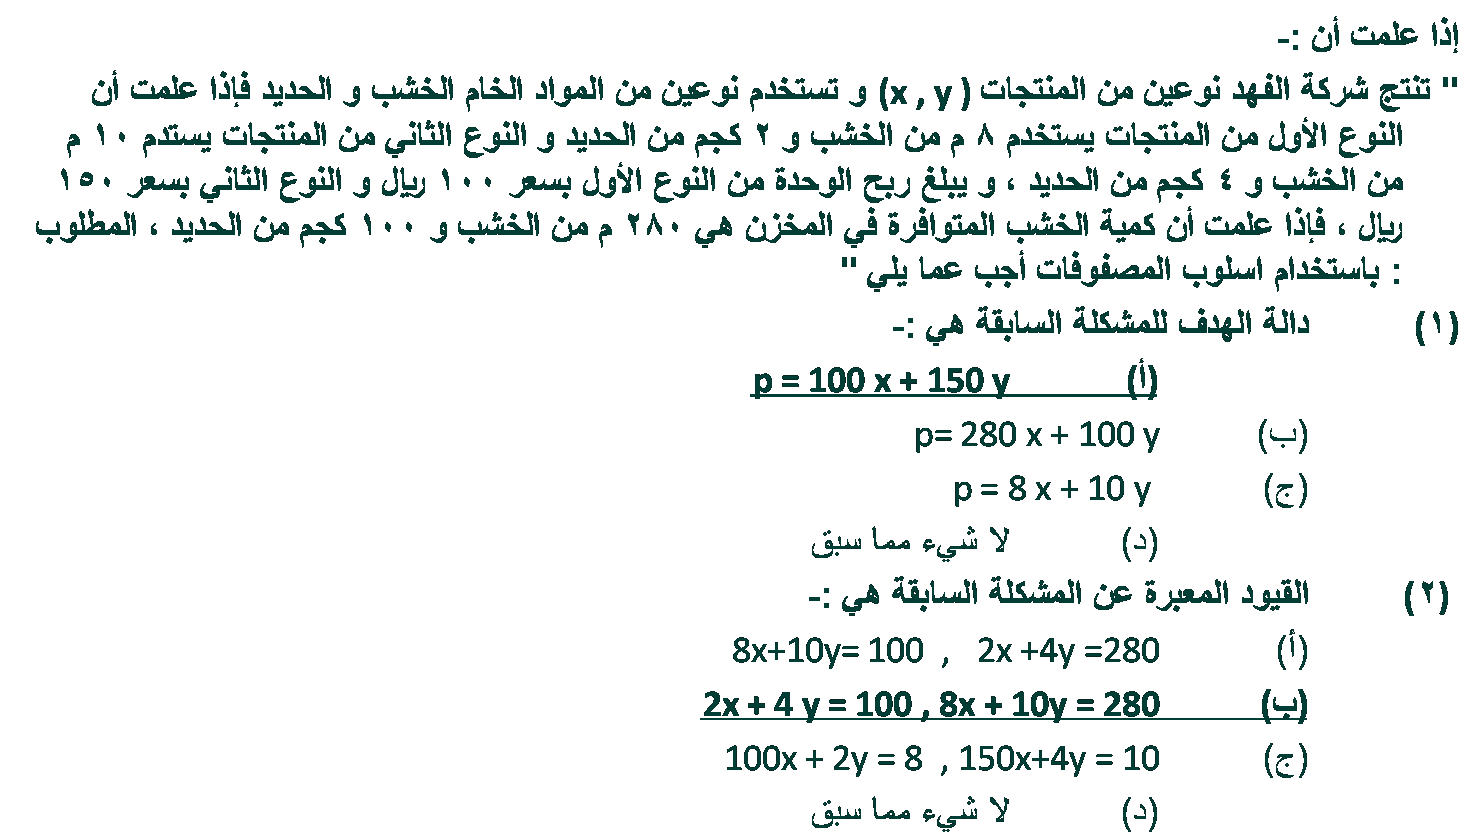 إذا علمت أن :-
" تنتج شركة الفهد نوعين من المنتجات ( x , y) و تستخدم نوعين من المواد الخام الخشب و الحديد فإذا علمت أن
النوع الأول من المنتجات يستخدم ٨ م من الخشب و ٢ كجم من الحديد و النوع الثاني من المنتجات يستدم ١٠ م
من الخشب و ٤ كجم من الحديد ، و يبلغ ربح الوحدة من النوع الأول بسعر ١٠٠ ريال و النوع الثاني بسعر ١٥٠
ريال ، فإذا علمت أن كمية الخشب المتوافرة في المخزن هي ٢٨٠ م من الخشب و ١٠٠ كجم من الحديد ، المطلوب
: باستخدام اسلوب المصفوفات أجب عما يلي "
(١) دالة الهدف للمشكلة السابقة هي :-
(أ) p = 100 x + 150 y
(ب) p= 280 x + 100 y
(ج) p = 8 x + 10 y
(د) لا شيء مما سبق
(٢) القيود المعبرة عن المشكلة السابقة هي :-
(أ) 8x+10y= 100 , 2x +4y =280
(ب) 2x + 4 y = 100 , 8x + 10y = 280
(ج) 100x + 2y = 8 , 150x+4y = 10
(د) لا شيء مما سبق